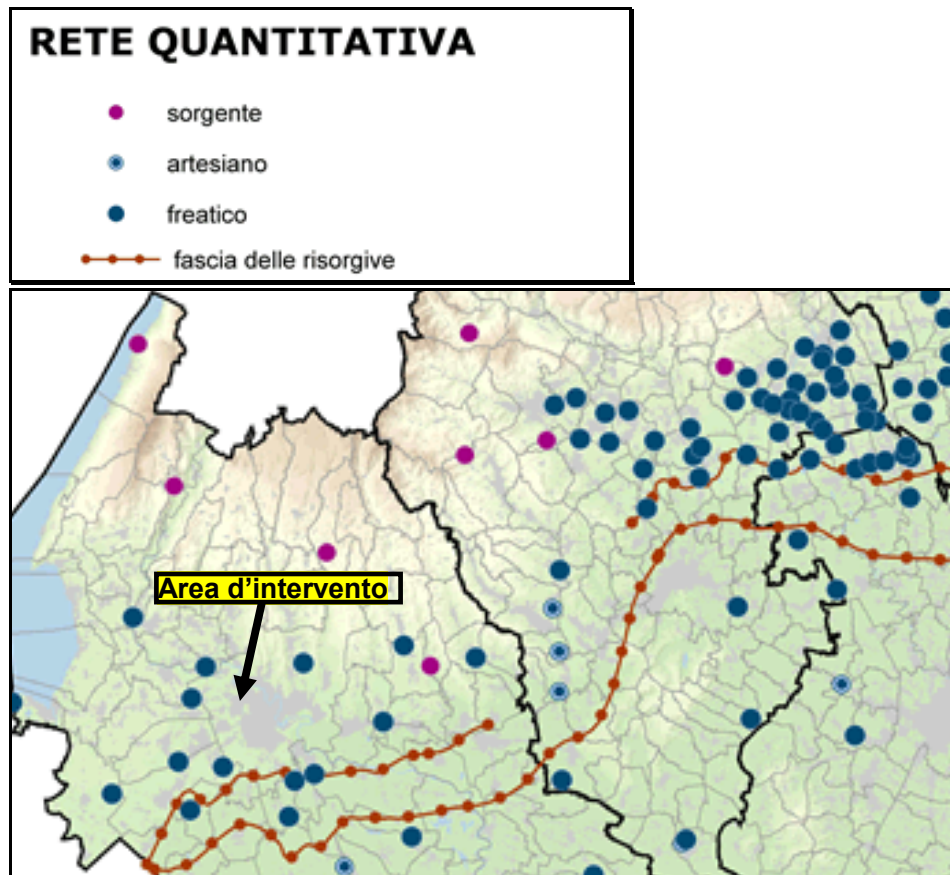 RETE QUANTITATIVA
sorgente
artesiano
freatico
fascia delle risorgive
Area d'intervento